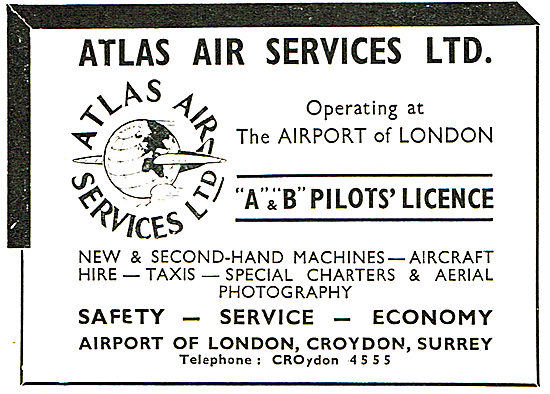 ATLAS AIR SERVICES LTD.
ATLAS AIR
SERVICES LTD
Operating at
The AIRPORT of LONDON
"A" & "B" PILOTS' LICENCE
NEW & SECOND-HAND MACHINES — AIRCRAFT
HIRE — TAXIS — SPECIAL CHARTERS & AERIAL
PHOTOGRAPHY
SAFETY — SERVICE — ECONOMY
AIRPORT OF LONDON, CROYDON, SURREY
Telephone: CROydon 4555